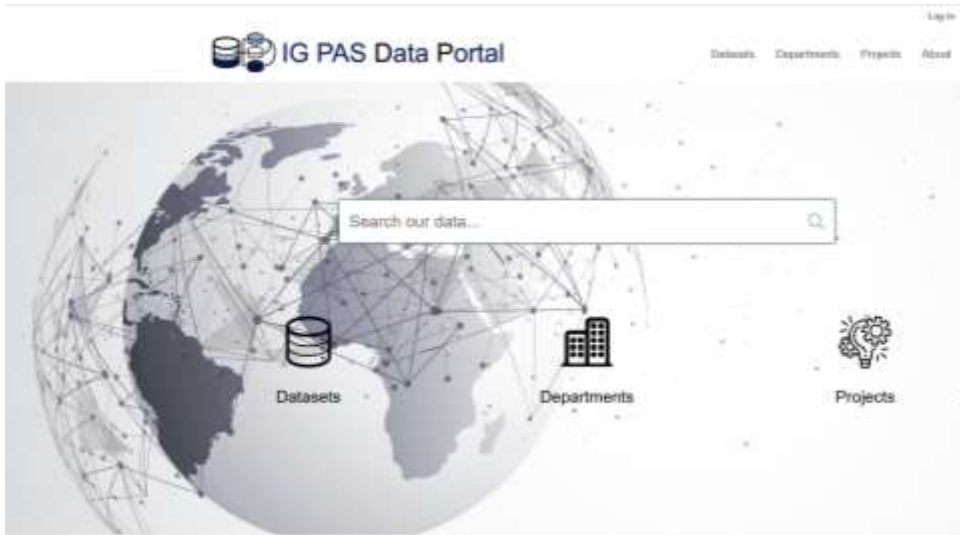 Log in
IG PAS Data Portal
Datasets Departments Projects About
Search our data...
Datasets Departments Projects